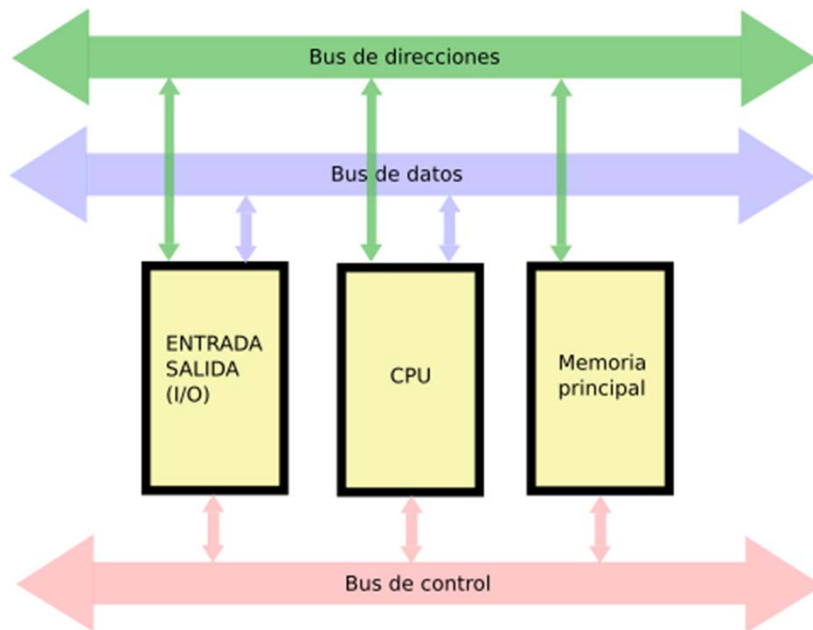 Bus de direcciones
Bus de datos
ENTRADA
SALIDA
(I/O)
CPU
Memoria
principal
Bus de control